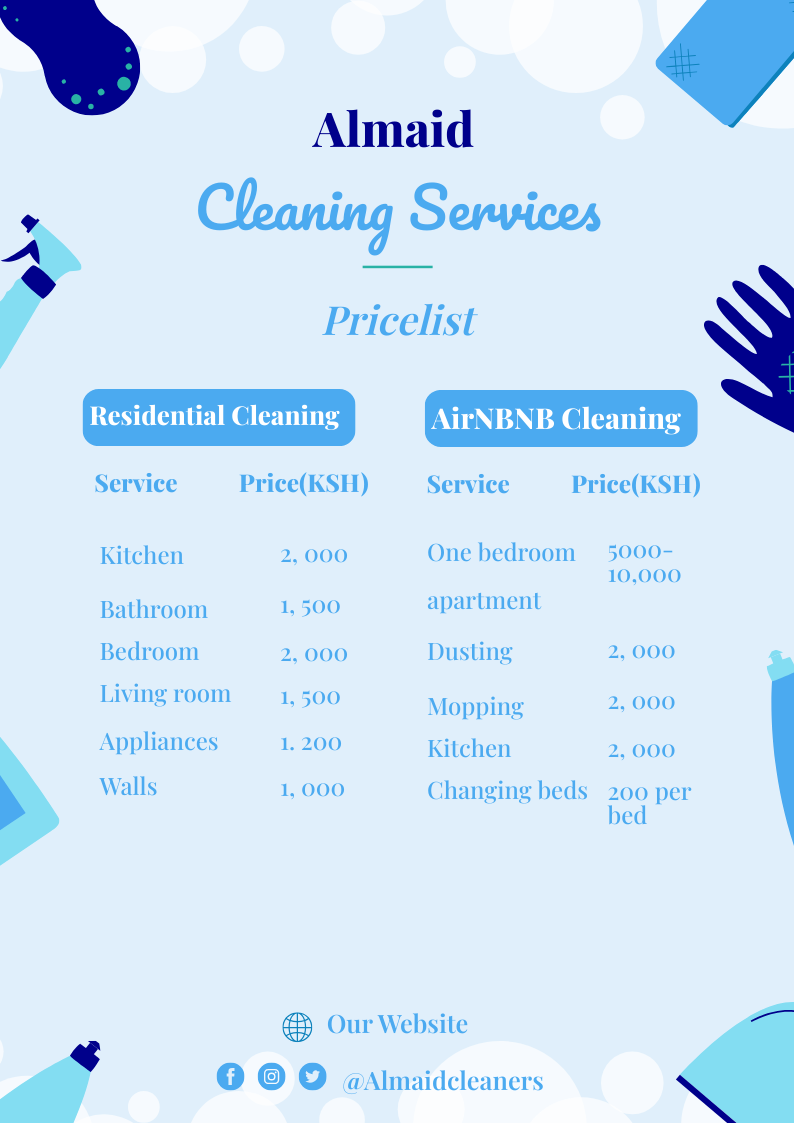 Almaid
Cleaning Services
Pricelist
Residential Cleaning
Service Price(KSH)
Kitchen 2, 000
Bathroom 1, 500
Bedroom 2, 000
Living room 1, 500
Appliances 1. 200
Walls 1, 000
AirNBNB Cleaning
Service Price(KSH)
One bedroom 5000-
10,000
apartment
Dusting 2, 000
Mopping 2, 000
Kitchen 2, 000
Changing beds 200 per
bed
Our Website
@Almaidcleaners